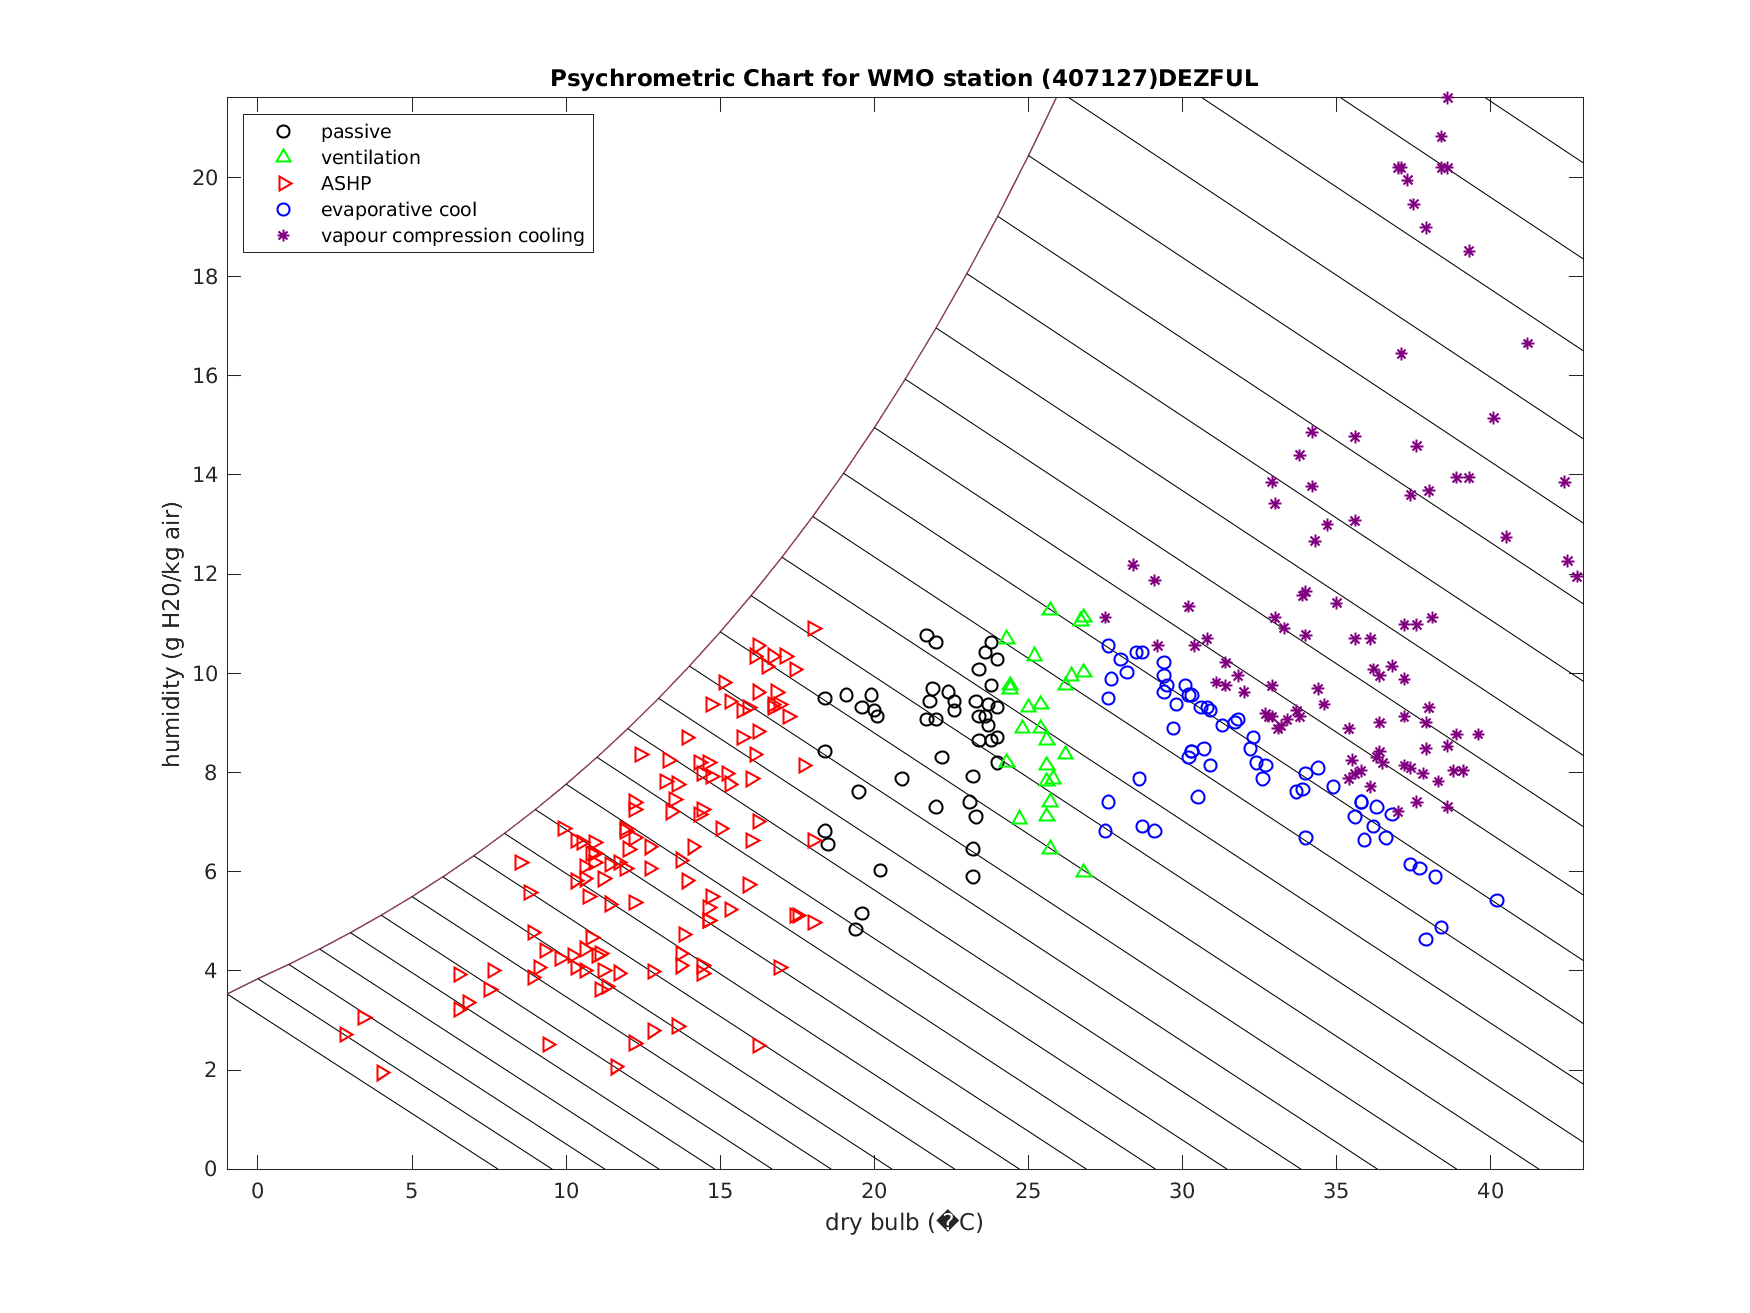 Psychrometric Chart for WMO station (407127)DEZFUL
passive
ventilation
ASHP
evaporative cool
vapour compression cooling
humidity (g H20/kg air)
20
18
16
14
12
10
8
6
4
2
0
0 5 10 15 20 25 30 35 40
dry bulb (�C)